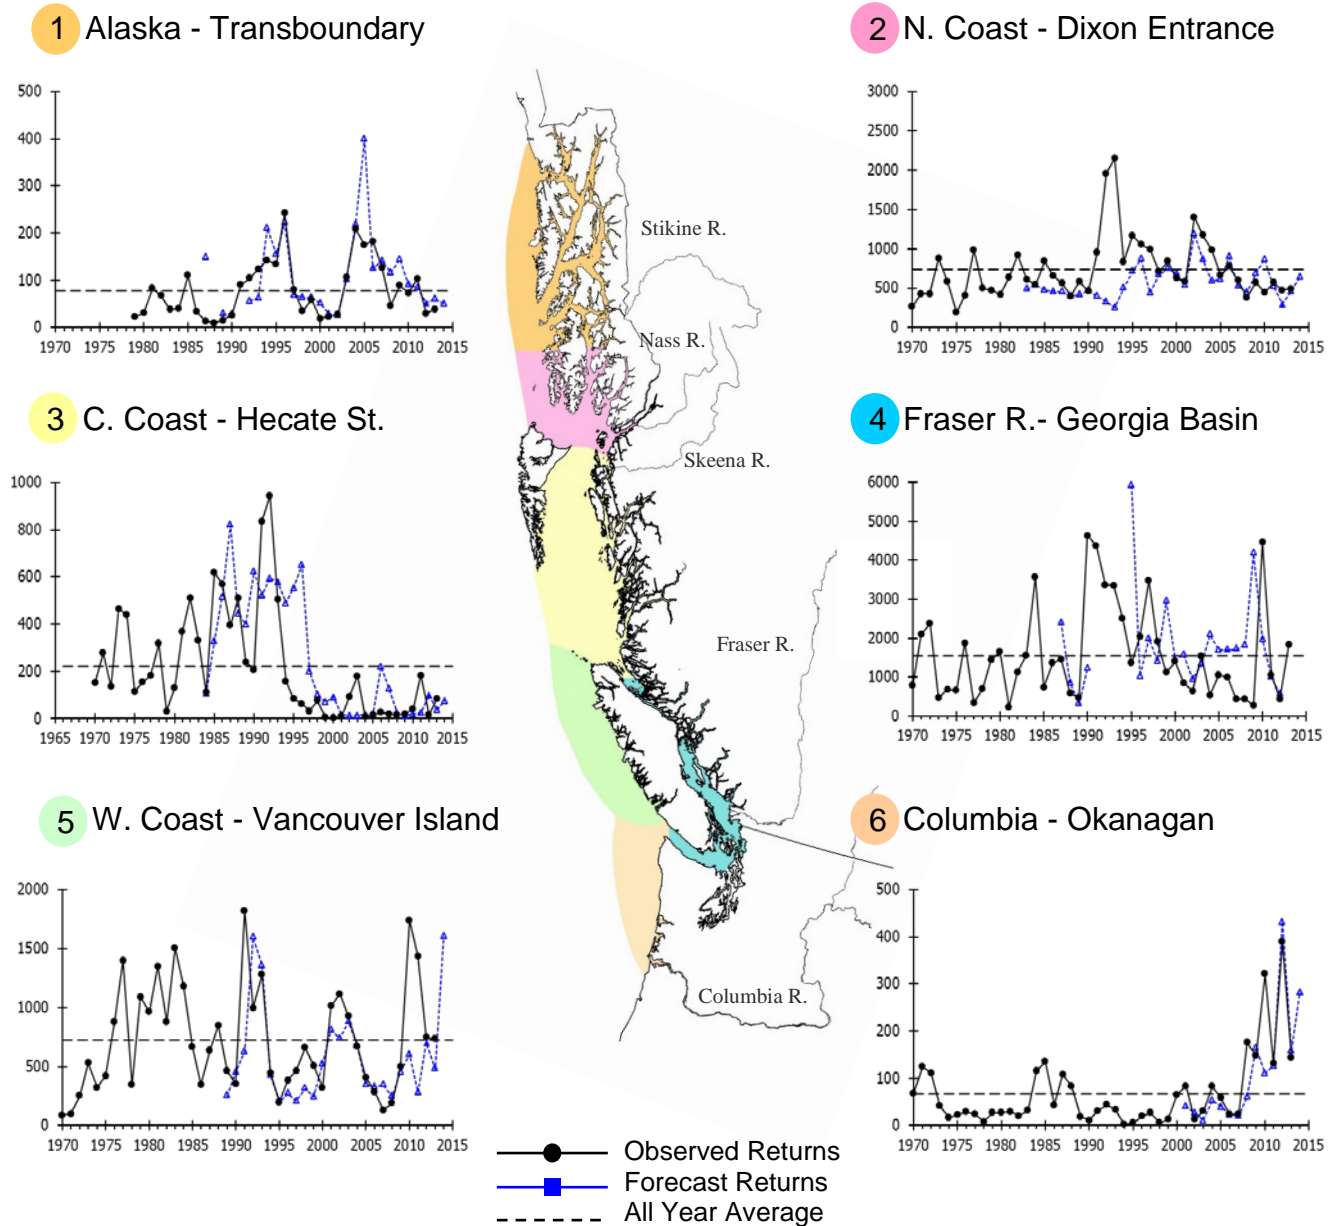 1 Alaska - Transboundary
500
400
300
200
100
0
1970 1975 1980 1985 1990 1995 2000 2005 2010 2015
2 N. Coast - Dixon Entrance
3000
2500
2000
1500
1000
500
0
1970 1975 1980 1985 1990 1995 2000 2005 2010 2015
Stikine R.
Nass R.
Skeena R.
Fraser R.
Columbia R.
3 C. Coast - Hecate St.
1000
800
600
400
200
0
1965 1970 1975 1980 1985 1990 1995 2000 2005 2010 2015
4 Fraser R.- Georgia Basin
6000
5000
4000
3000
2000
1000
0
1970 1975 1980 1985 1990 1995 2000 2005 2010 2015
5 W. Coast - Vancouver Island
2000
1500
1000
500
0
1970 1975 1980 1985 1990 1995 2000 2005 2010 2015
6 Columbia - Okanagan
500
400
300
200
100
0
1970 1975 1980 1985 1990 1995 2000 2005 2010 2015
Observed Returns
Forecast Returns
All Year Average